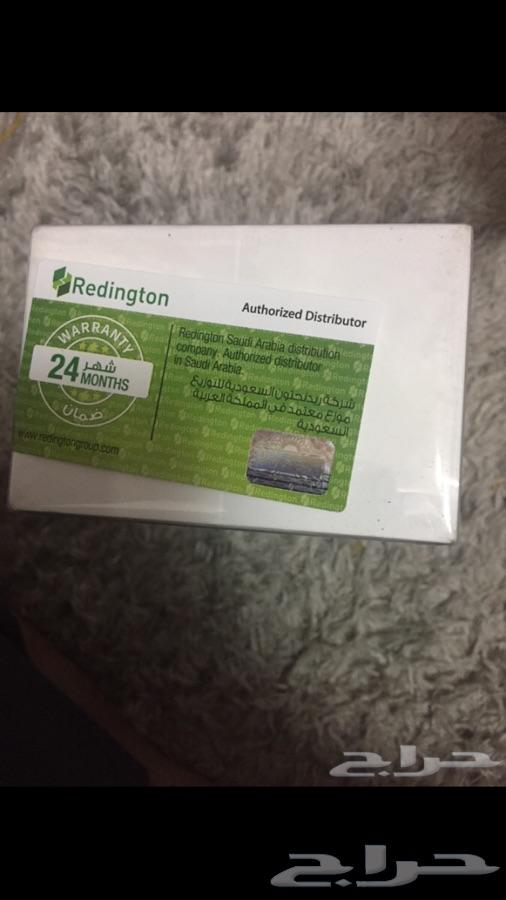 Redington
Authorized Distributor
WARRANTY
24 شهر
MONTHS
ضمان
www.redingtongroup.com
Redington Saudi Arabia distribution
company. Authorized distributor
in Saudi Arabia.
شركة ريدنجتون السعودية للتوزيع
موزع معتمد في المملكة العربية
السعودية
حراج
حراج